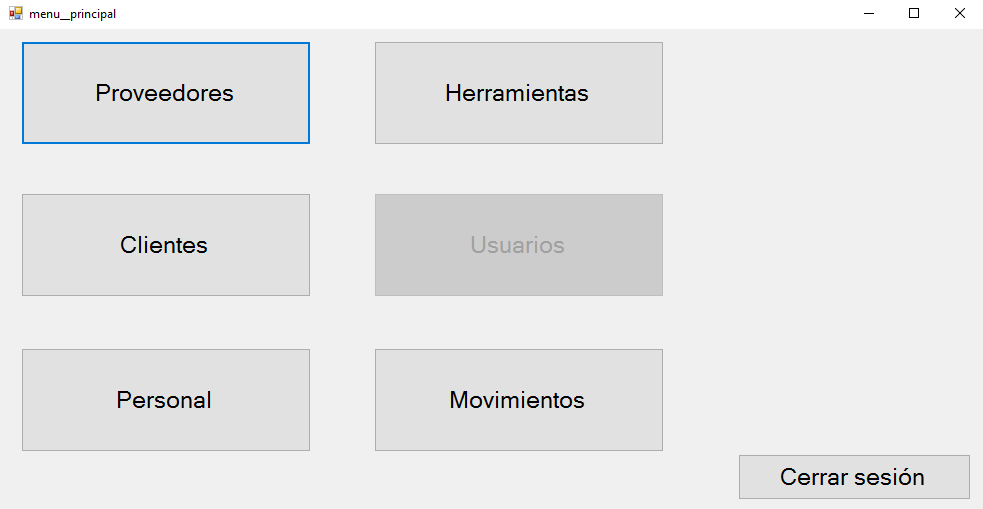 menu__principal
Proveedores
Herramientas
Clientes
Usuarios
Personal
Movimientos
Cerrar sesión